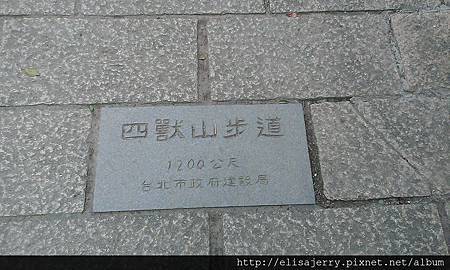 四獸山步道
1200公尺
台北市政府建設局
http://elisajerry.pixnet.net/album